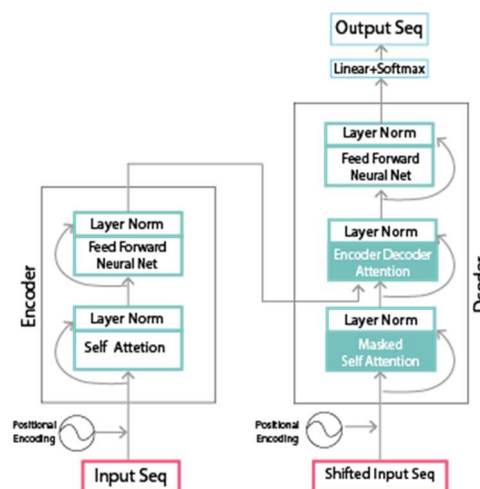 Output Seq
Linear+Softmax
Layer Norm
Feed Forward
Neural Net
Layer Norm
Encoder Decoder
Attention
Layer Norm
Masked
Self Attention
Dcoder
Positional
Encoding
Shifted Input Seq
Encoder
Layer Norm
Feed Forward
Neural Net
Layer Norm
Self Attetion
Positional
Encoding
Input Seq